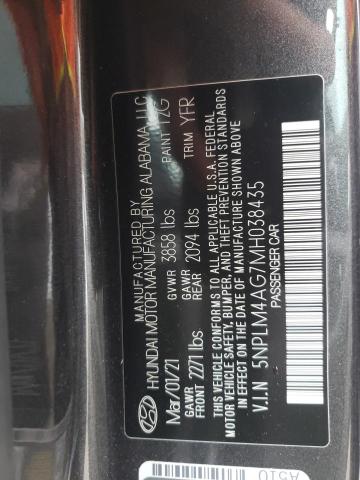 MANUFACTURED BY
HYUNDAI MOTOR MANUFACTURING ALABAMA, LLC
Mar/01/21 GVWR 3858 lbs PAINT YZG
GAWR FRONT 2271 lbs GAWR REAR 2094 lbs TRIM YFR
THIS VEHICLE CONFORMS TO ALL APPLICABLE U.S.A. FEDERAL
MOTOR VEHICLE SAFETY, BUMPER, AND THEFT PREVENTION STANDARDS
IN EFFECT ON THE DATE OF MANUFACTURE SHOWN ABOVE
V.I.N 5NPLM4AG7MH038435
PASSENGER CAR
A510